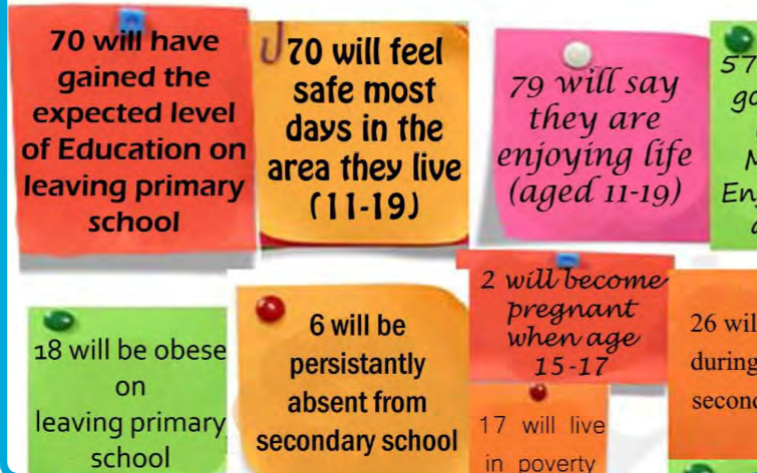 70 will have
gained the
expected level
of Education on
leaving primary
school
70 will feel
safe most
days in the
area they live
(11-19)
79 will say
they are
enjoying life
(aged 11-19)
57
18 will be obese
on
leaving primary
school
6 will be
persistantly
absent from
secondary school
2 will become
pregnant
when age
15-17
17 will live
in poverty
26
during